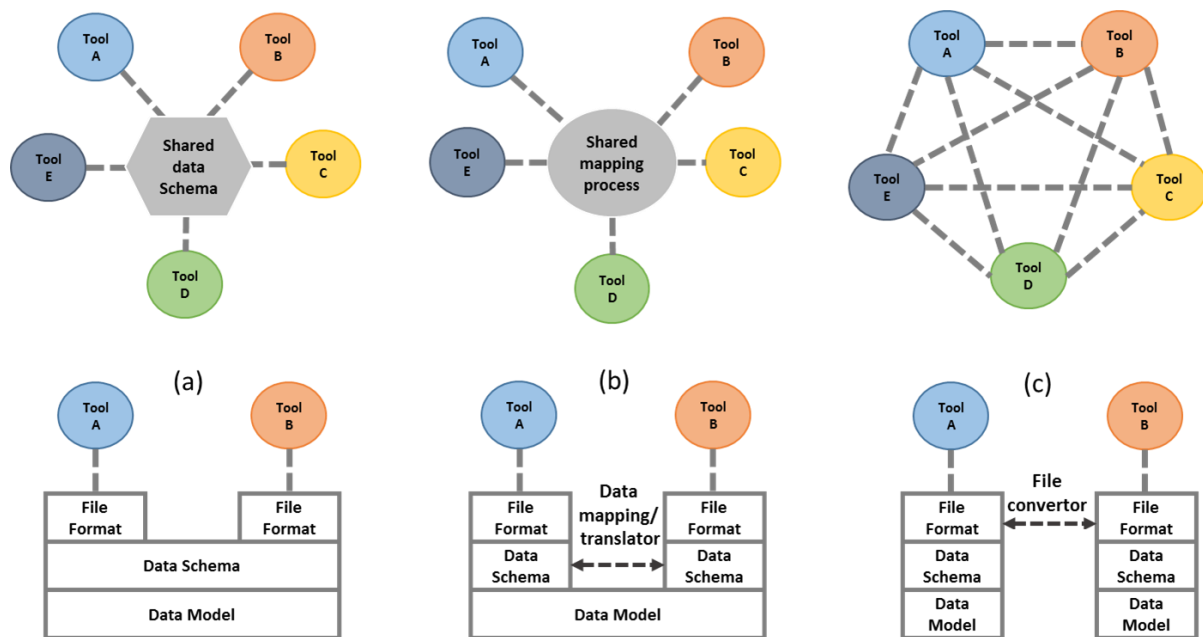 Tool
A
Tool
B
Shared
data
Schema
Tool
E
Tool
C
Tool
D
(a)
Tool
A
Tool
B
Shared
mapping
process
Tool
E
Tool
C
Tool
D
(b)
Tool
A
Tool
B
Tool
E
Tool
C
Tool
D
(c)
Tool
A
Tool
B
File
Format
File
Format
Data Schema
Data Model
Tool
A
Tool
B
File
Format
Data
mapping/
translator
File
Format
Data
Schema
Data
Schema
Data Model
Tool
A
Tool
B
File
convertor
File
Format
File
Format
Data
Schema
Data
Schema
Data
Model
Data
Model